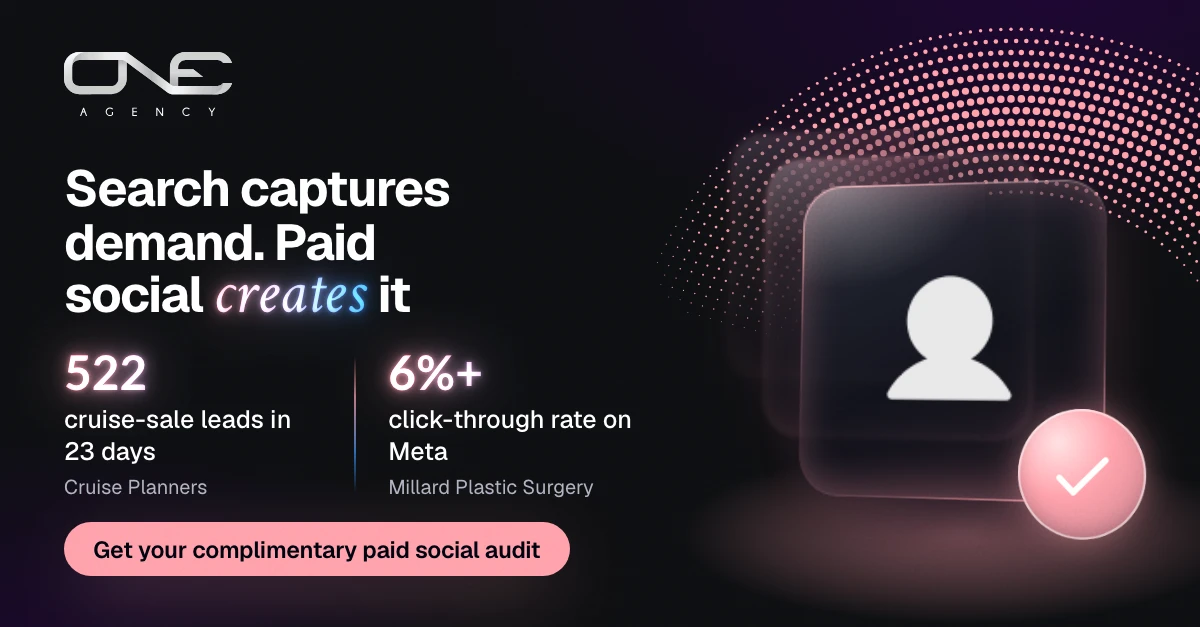 ONE
AGENCY
Search captures
demand. Paid
social creates it
522
cruise-sale leads in
23 days
Cruise Planners
6%+
click-through rate on
Meta
Millard Plastic Surgery
Get your complimentary paid social audit